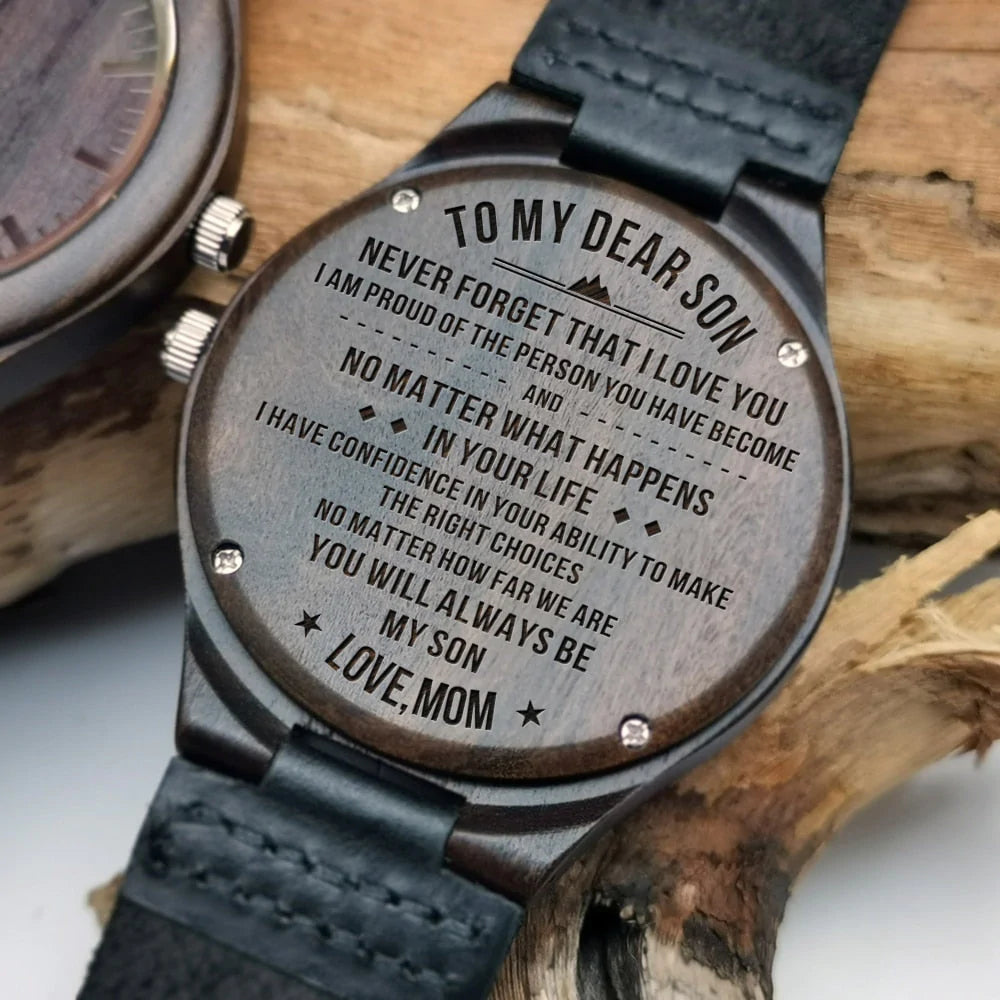 TO MY DEAR SON
NEVER FORGET THAT I LOVE YOU
I AM PROUD OF THE PERSON YOU HAVE BECOME
AND
NO MATTER WHAT HAPPENS
IN YOUR LIFE
I HAVE CONFIDENCE IN YOUR ABILITY TO MAKE
THE RIGHT CHOICES
NO MATTER HOW FAR WE ARE
YOU WILL ALWAYS BE
MY SON
LOVE, MOM